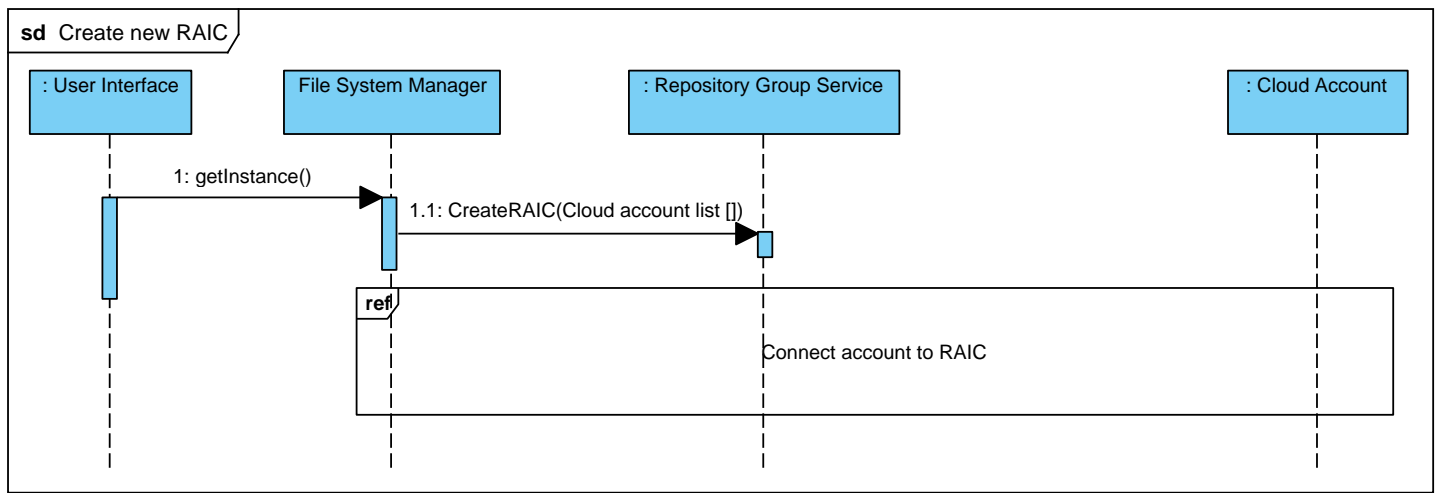 sd Create new RAIC
: User Interface
File System Manager
: Repository Group Service
: Cloud Account
1: getInstance()
1.1: CreateRAIC(Cloud account list [])
ref
Connect account to RAIC